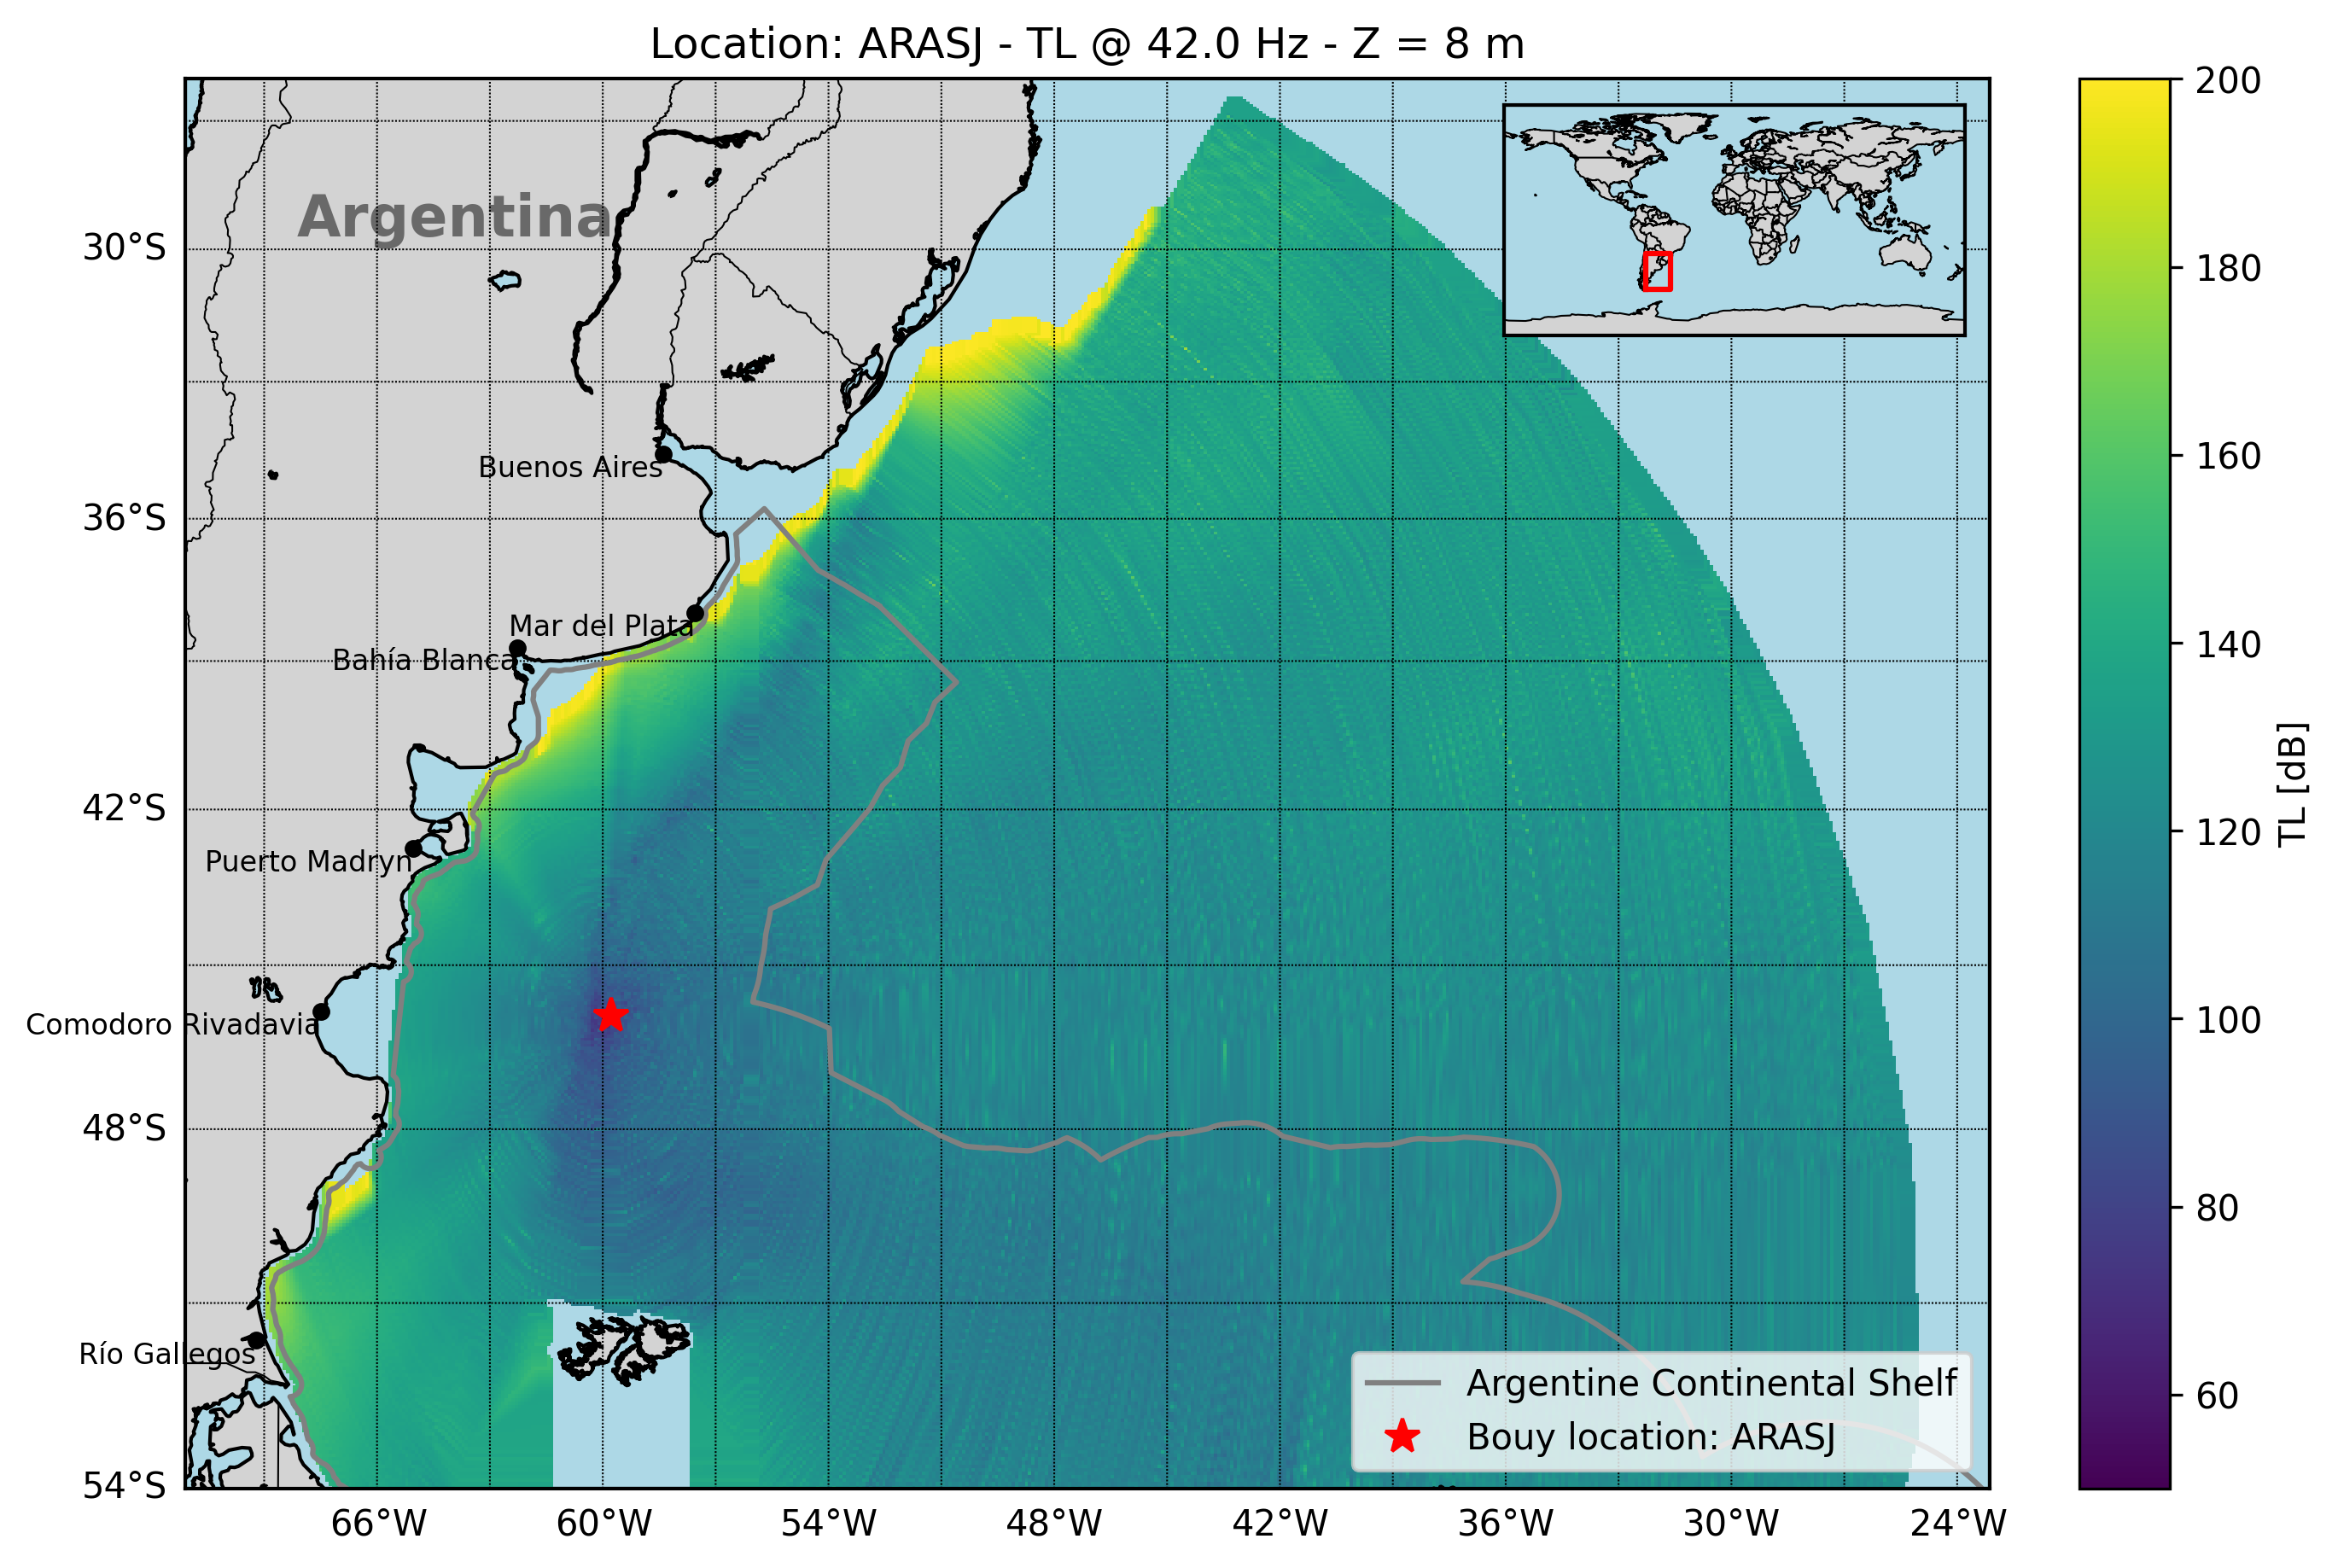 Location: ARASJ - TL @ 42.0 Hz - Z = 8 m
Argentina
Buenos Aires
Mar del Plata
Bahía Blanca
Puerto Madryn
Comodoro Rivadavia
Río Gallegos
30°S
36°S
42°S
48°S
54°S
66°W
60°W
54°W
48°W
42°W
36°W
30°W
24°W
Argentine Continental Shelf
Bouy location: ARASJ
200
180
160
140
120
100
80
60
TL [dB]